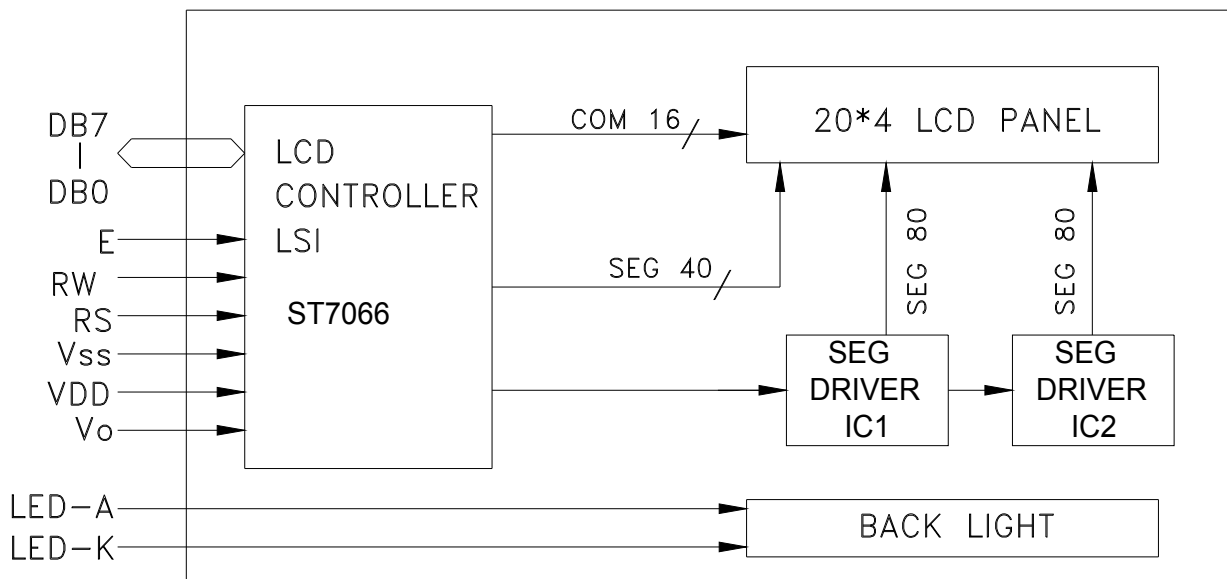 DB7
DB0
E
RW
RS
Vss
VDD
Vo
LED-A
LED-K
LCD
CONTROLLER
LSI
ST7066
COM 16
SEG 40
20*4 LCD PANEL
SEG 80
SEG 80
SEG
DRIVER
IC1
SEG
DRIVER
IC2
BACK LIGHT